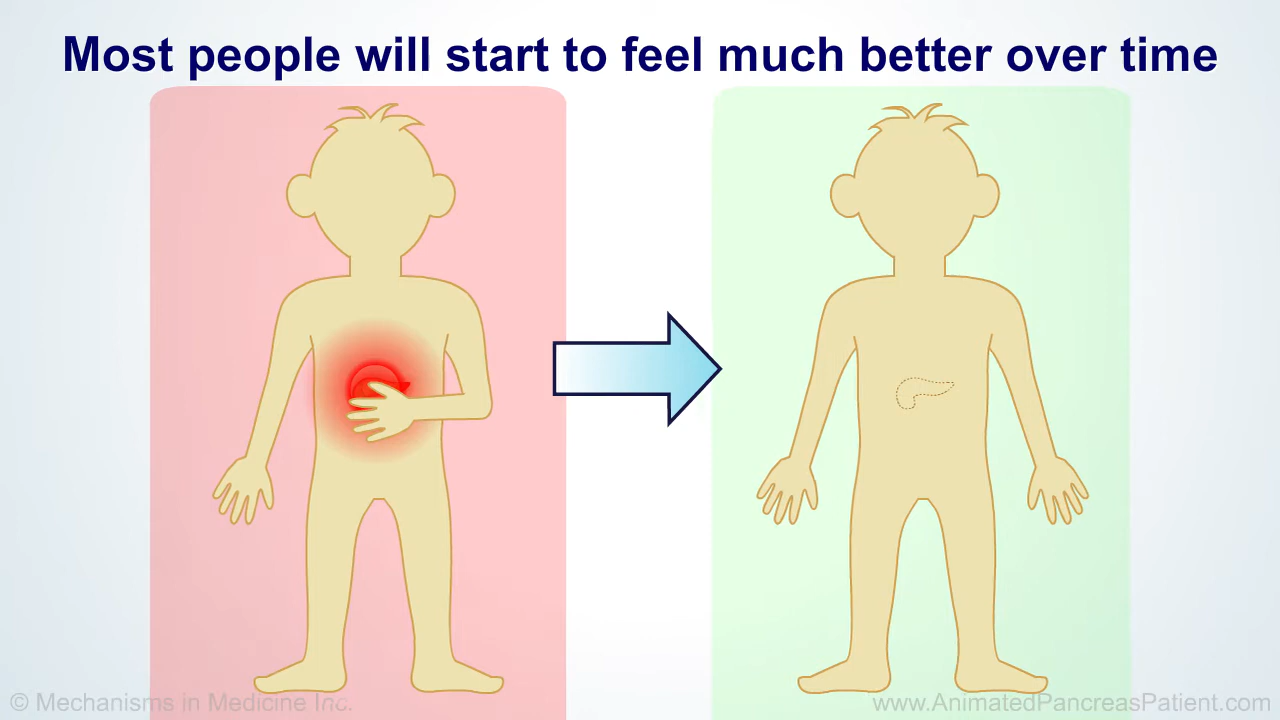 Most people will start to feel much better over time
© Mechanisms in Medicine Inc.
www.AnimatedPancreasPatient.com